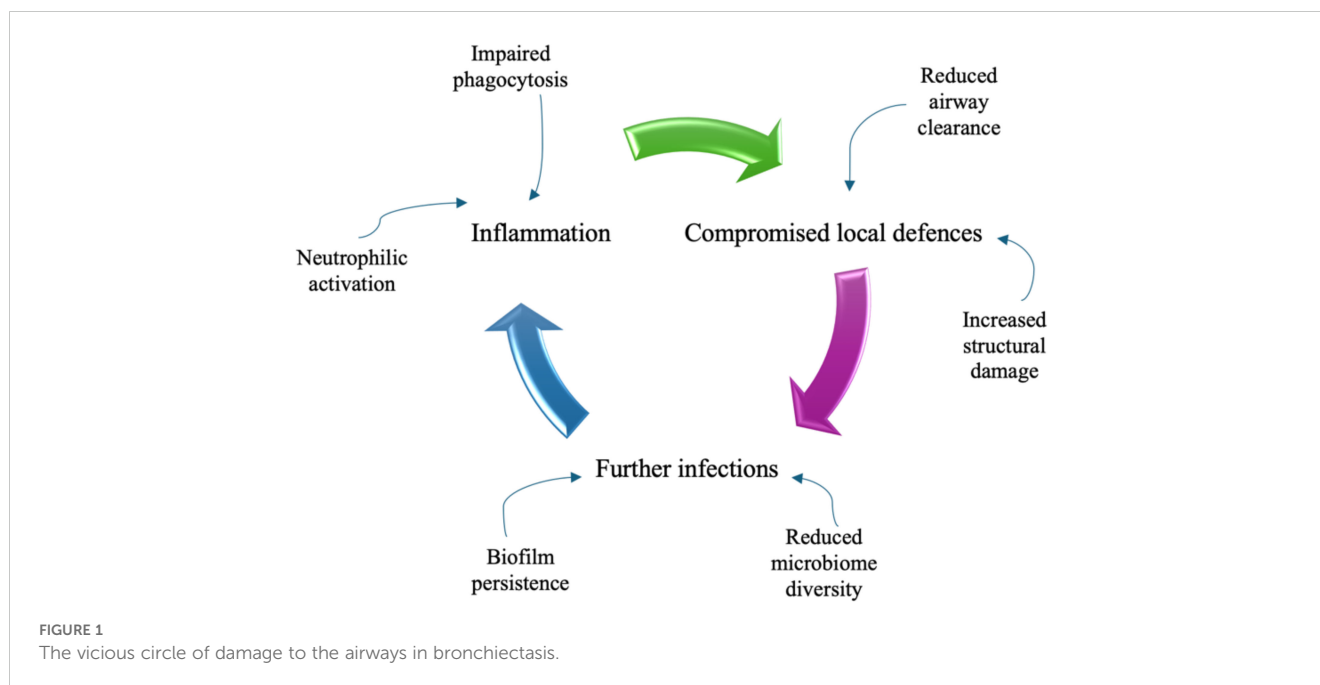 Impaired
phagocytosis
Reduced
airway
clearance
Neutrophilic
activation
Inflammation
Compromised local defences
Increased
structural
damage
Further infections
Biofilm
persistence
Reduced
microbiome
diversity
FIGURE 1
The vicious circle of damage to the airways in bronchiectasis.